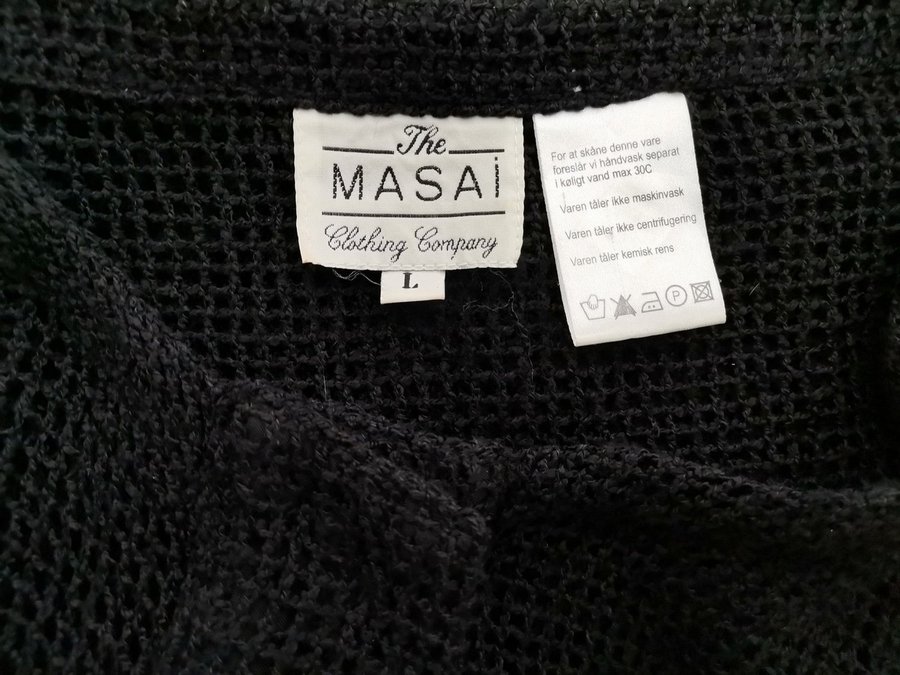 The
MASAi
Clothing Company
L
For at skåne denne vare
foreslår vi håndvask separat
i køligt vand max 30C
Varen tåler ikke maskinvask
Varen tåler ikke centrifugering
Varen tåler kemisk rens
P